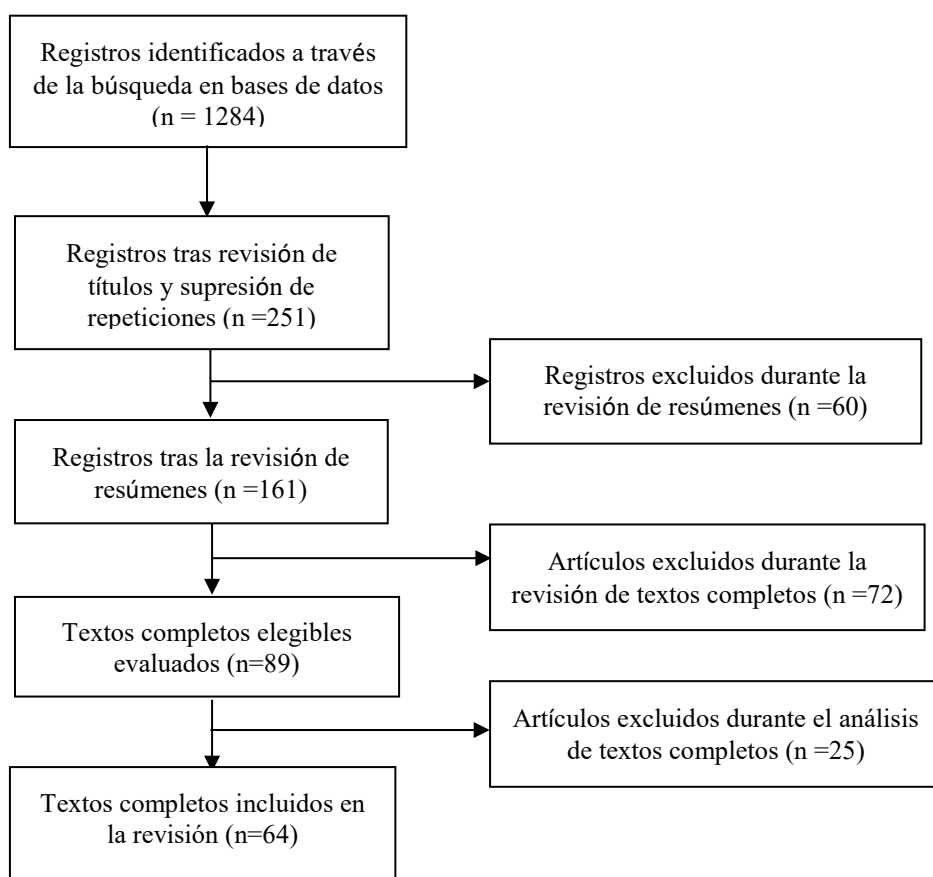 Registros identificados a través
de la búsqueda en bases de datos
(n = 1284)
Registros tras revisión de
títulos y supresión de
repeticiones (n =251)
Registros excluidos durante la
revisión de resúmenes (n =60)
Registros tras la revisión de
resúmenes (n =161)
Artículos excluidos durante la
revisión de textos completos (n =72)
Textos completos elegibles
evaluados (n=89)
Artículos excluidos durante el análisis
de textos completos (n =25)
Textos completos incluidos en
la revisión (n=64)